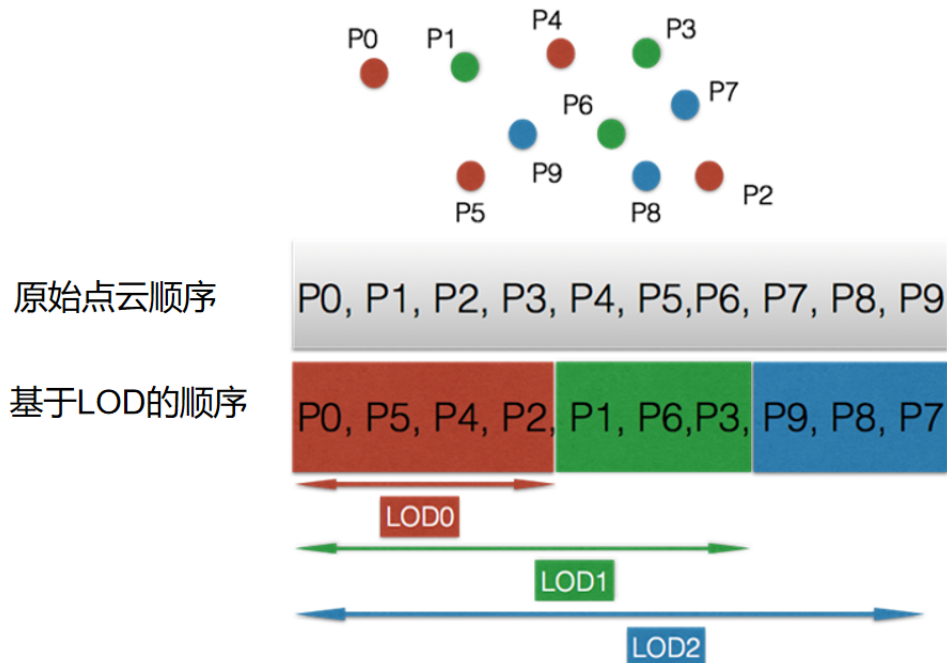 P0
P1
P4
P3
P7
P6
P9
P5
P8
P2
原始点云顺序
P0, P1, P2, P3, P4, P5,P6, P7, P8, P9
基于LOD的顺序
P0, P5, P4, P2, P1, P6,P3, P9, P8, P7
LOD0
LOD1
LOD2